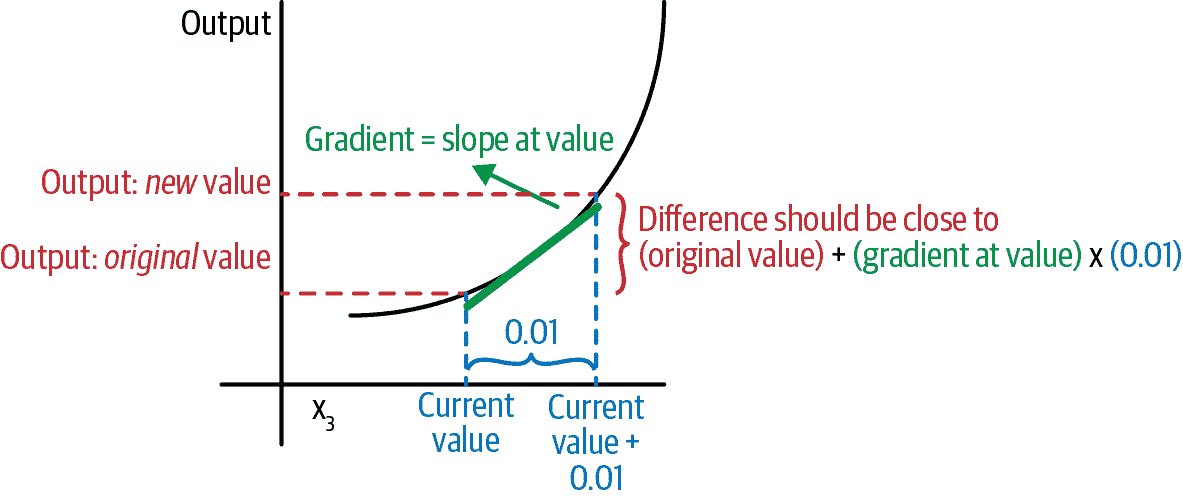 Output
Gradient = slope at value
Output: new value
Output: original value
Difference should be close to
(original value) + (gradient at value) x (0.01)
0.01
x₃
Current
value
Current
value +
0.01